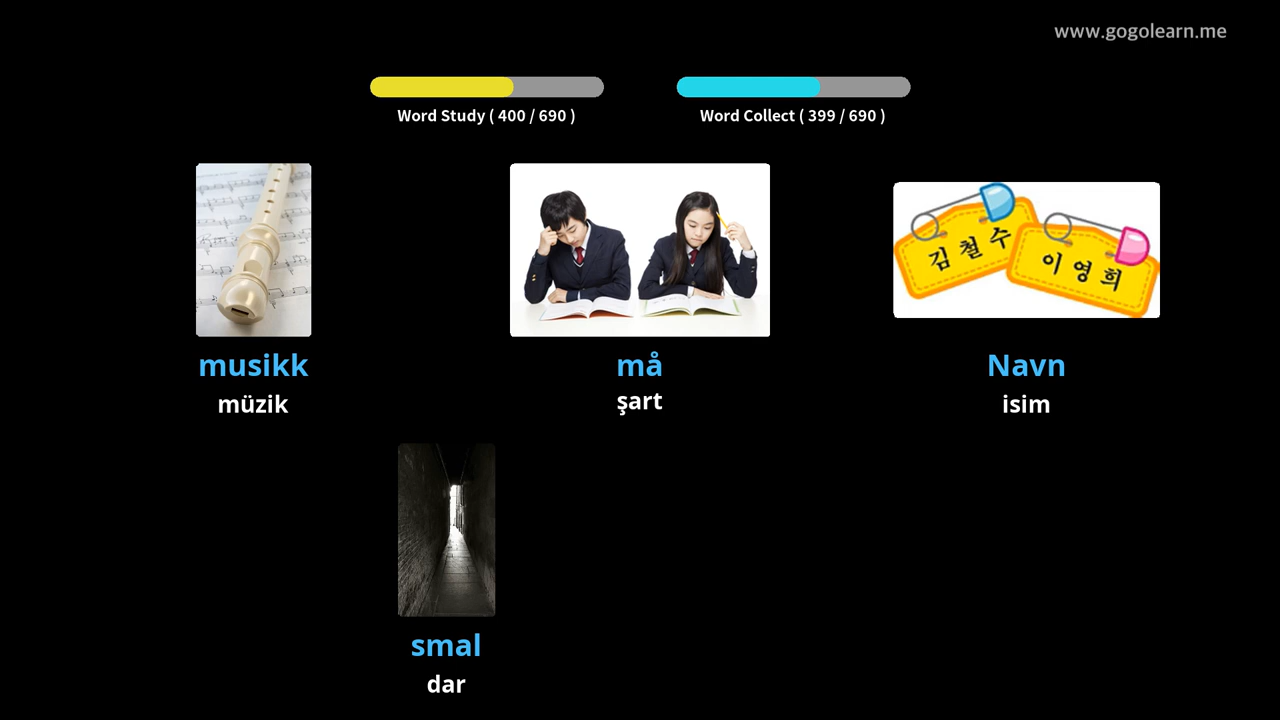 www.gogolearn.me
Word Study ( 400 / 690 )
Word Collect ( 399 / 690 )
김철수
이영희
musikk
müzik
må
şart
Navn
isim
smal
dar